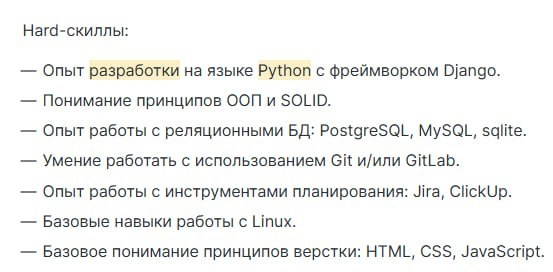 Hard-скиллы:
— Опыт разработки на языке Python с фреймворком Django.
— Понимание принципов ООП и SOLID.
— Опыт работы с реляционными БД: PostgreSQL, MySQL, sqlite.
— Умение работать с использованием Git и/или GitLab.
— Опыт работы с инструментами планирования: Jira, ClickUp.
— Базовые навыки работы с Linux.
— Базовое понимание принципов верстки: HTML, CSS, JavaScript.